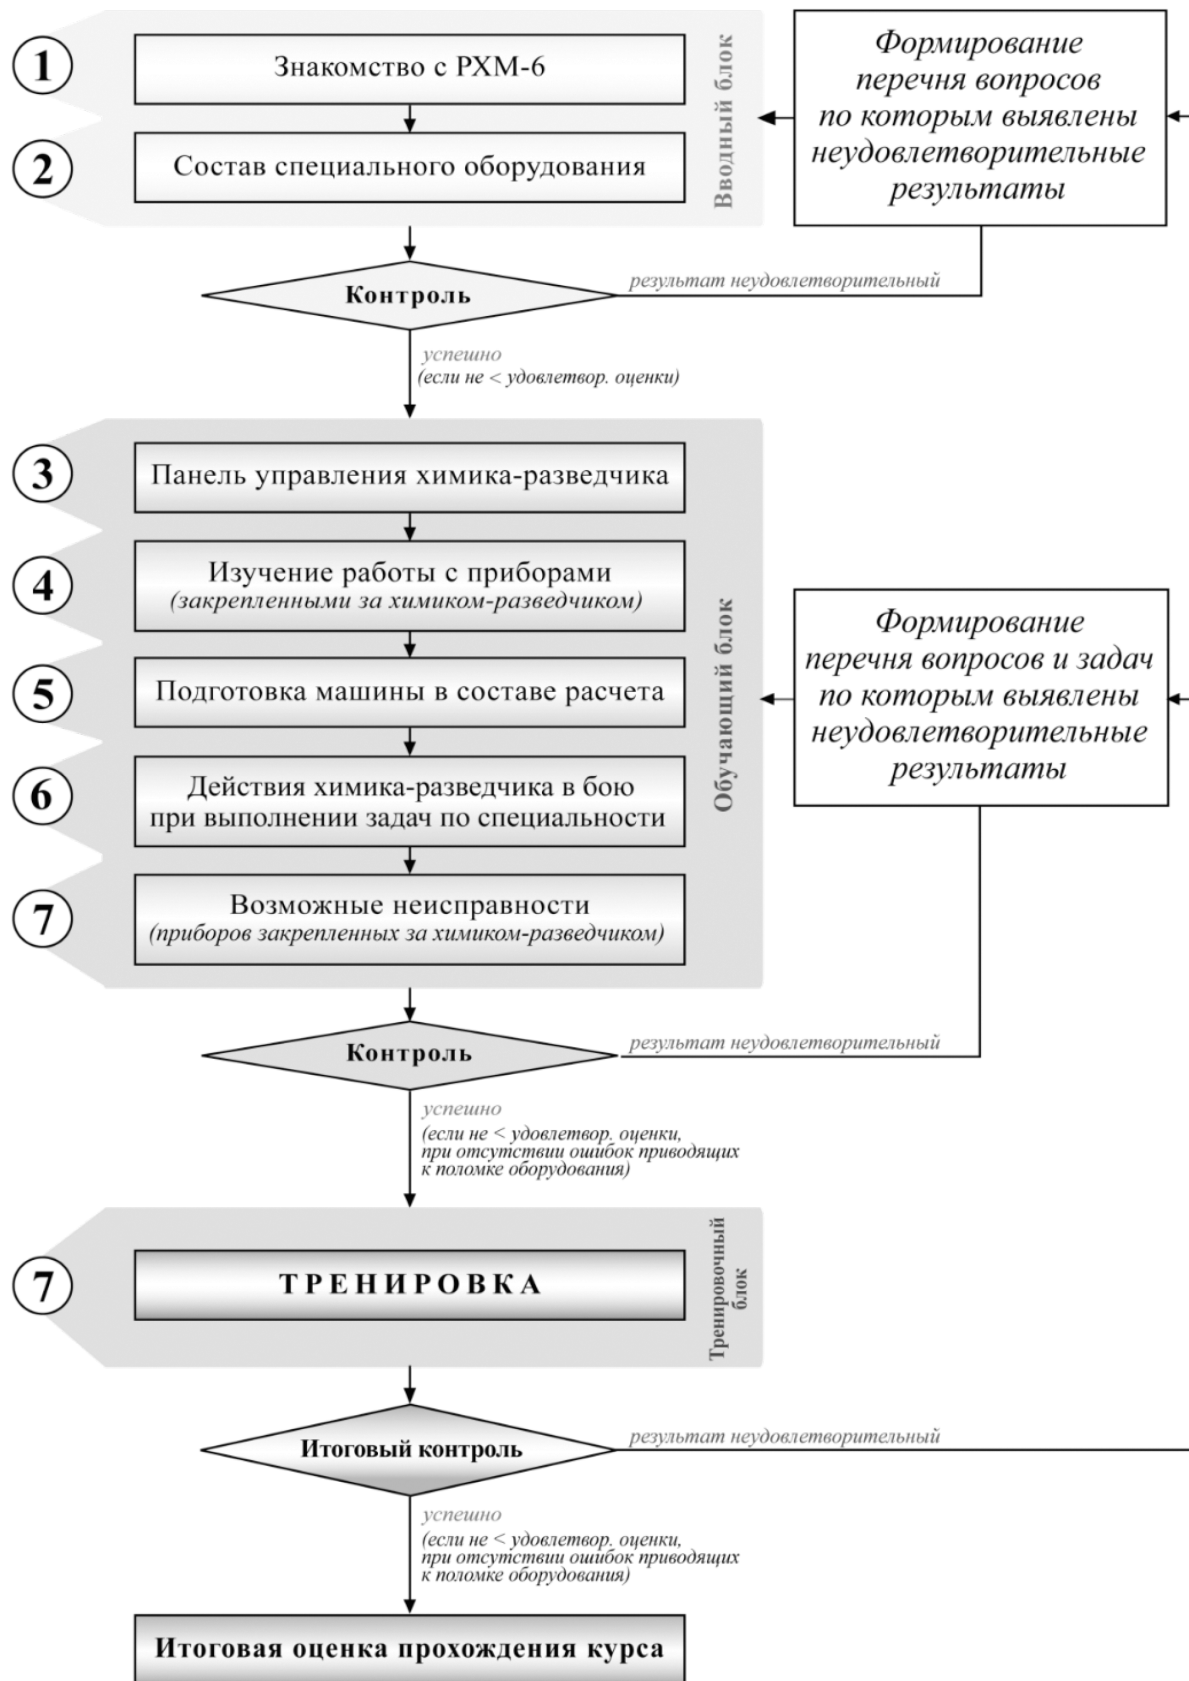 1
Знакомство с РХМ-6
2
Состав специального оборудования
Вводный блок
Формирование
перечня вопросов
по которым выявлены
неудовлетворительные
результаты
Контроль
результат неудовлетворительный
успешно
(если не < удовлетвор. оценки)
3
Панель управления химика-разведчика
4
Изучение работы с приборами
(закрепленными за химиком-разведчиком)
5
Подготовка машины в составе расчета
6
Действия химика-разведчика в бою
при выполнении задач по специальности
7
Возможные неисправности
(приборов закрепленных за химиком-разведчиком)
Обучающий блок
Формирование
перечня вопросов и задач
по которым выявлены
неудовлетворительные
результаты
Контроль
результат неудовлетворительный
успешно
(если не < удовлетвор. оценки,
при отсутствии ошибок приводящих
к поломке оборудования)
7
ТРЕНИРОВКА
Тренировочный
блок
Итоговый контроль
результат неудовлетворительный
успешно
(если не < удовлетвор. оценки,
при отсутствии ошибок приводящих
к поломке оборудования)
Итоговая оценка прохождения курса